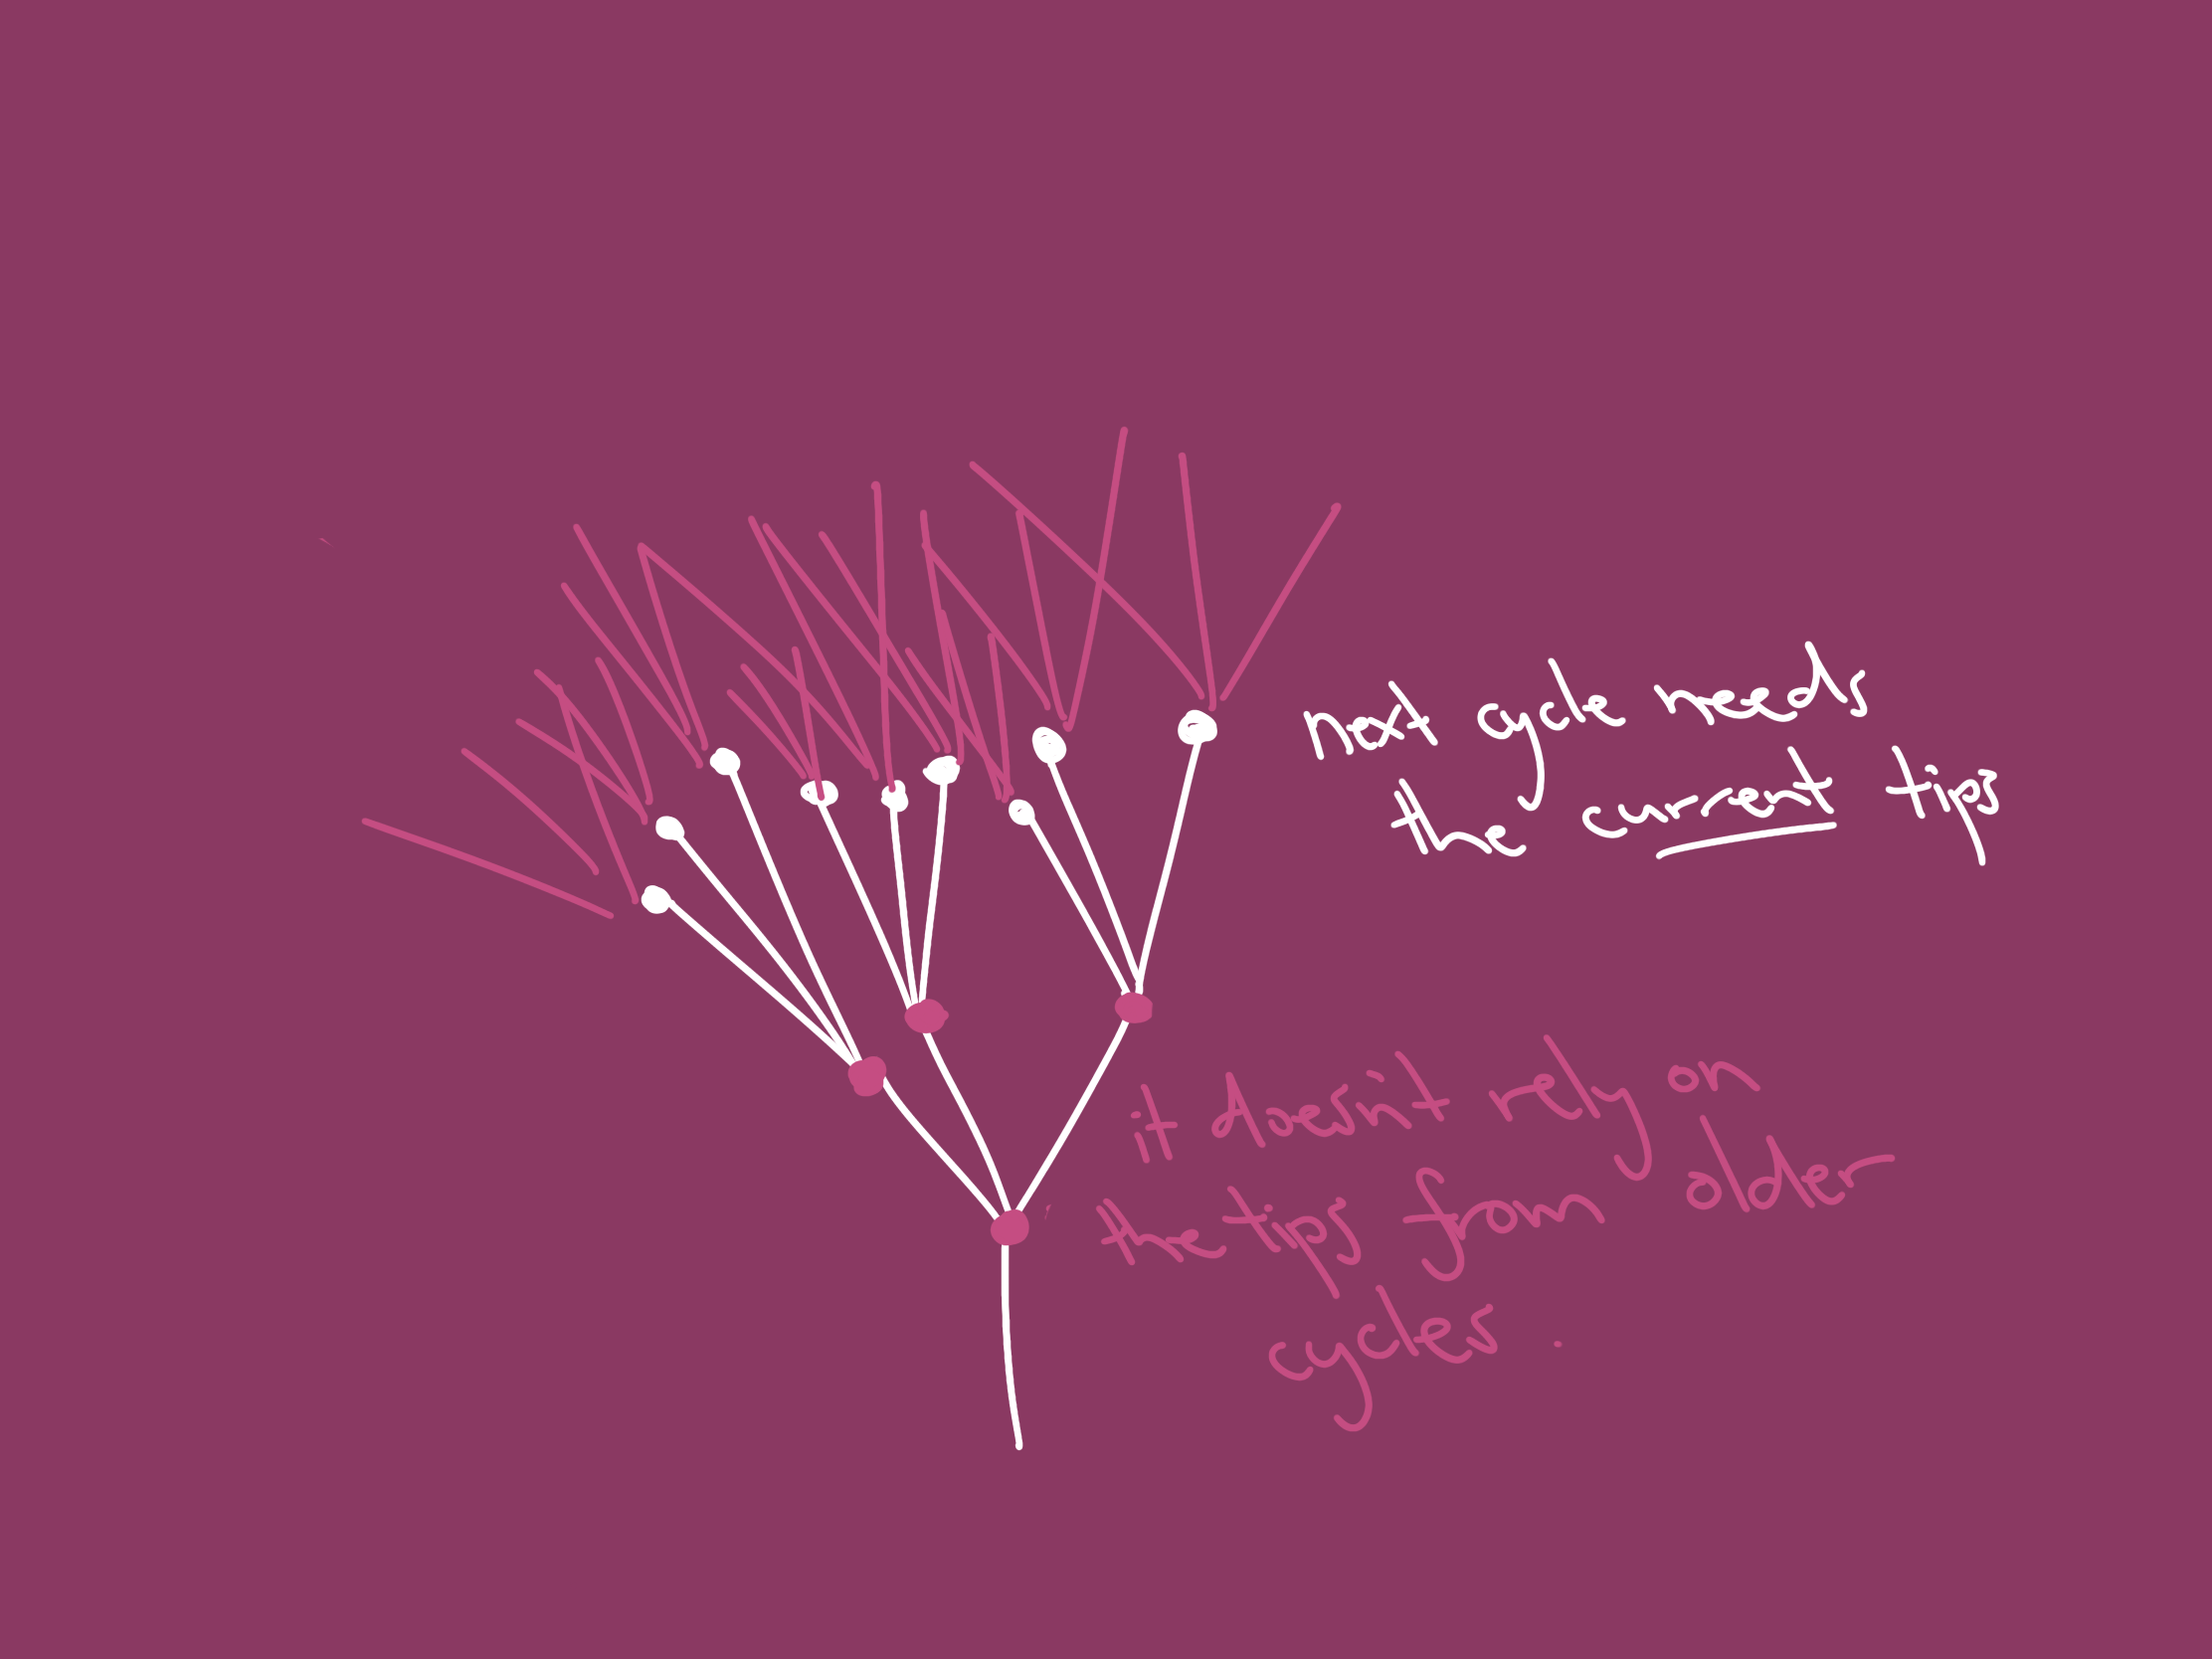 next cycle needs
the current tips
it doesn't rely on
the tips from older
cycles.